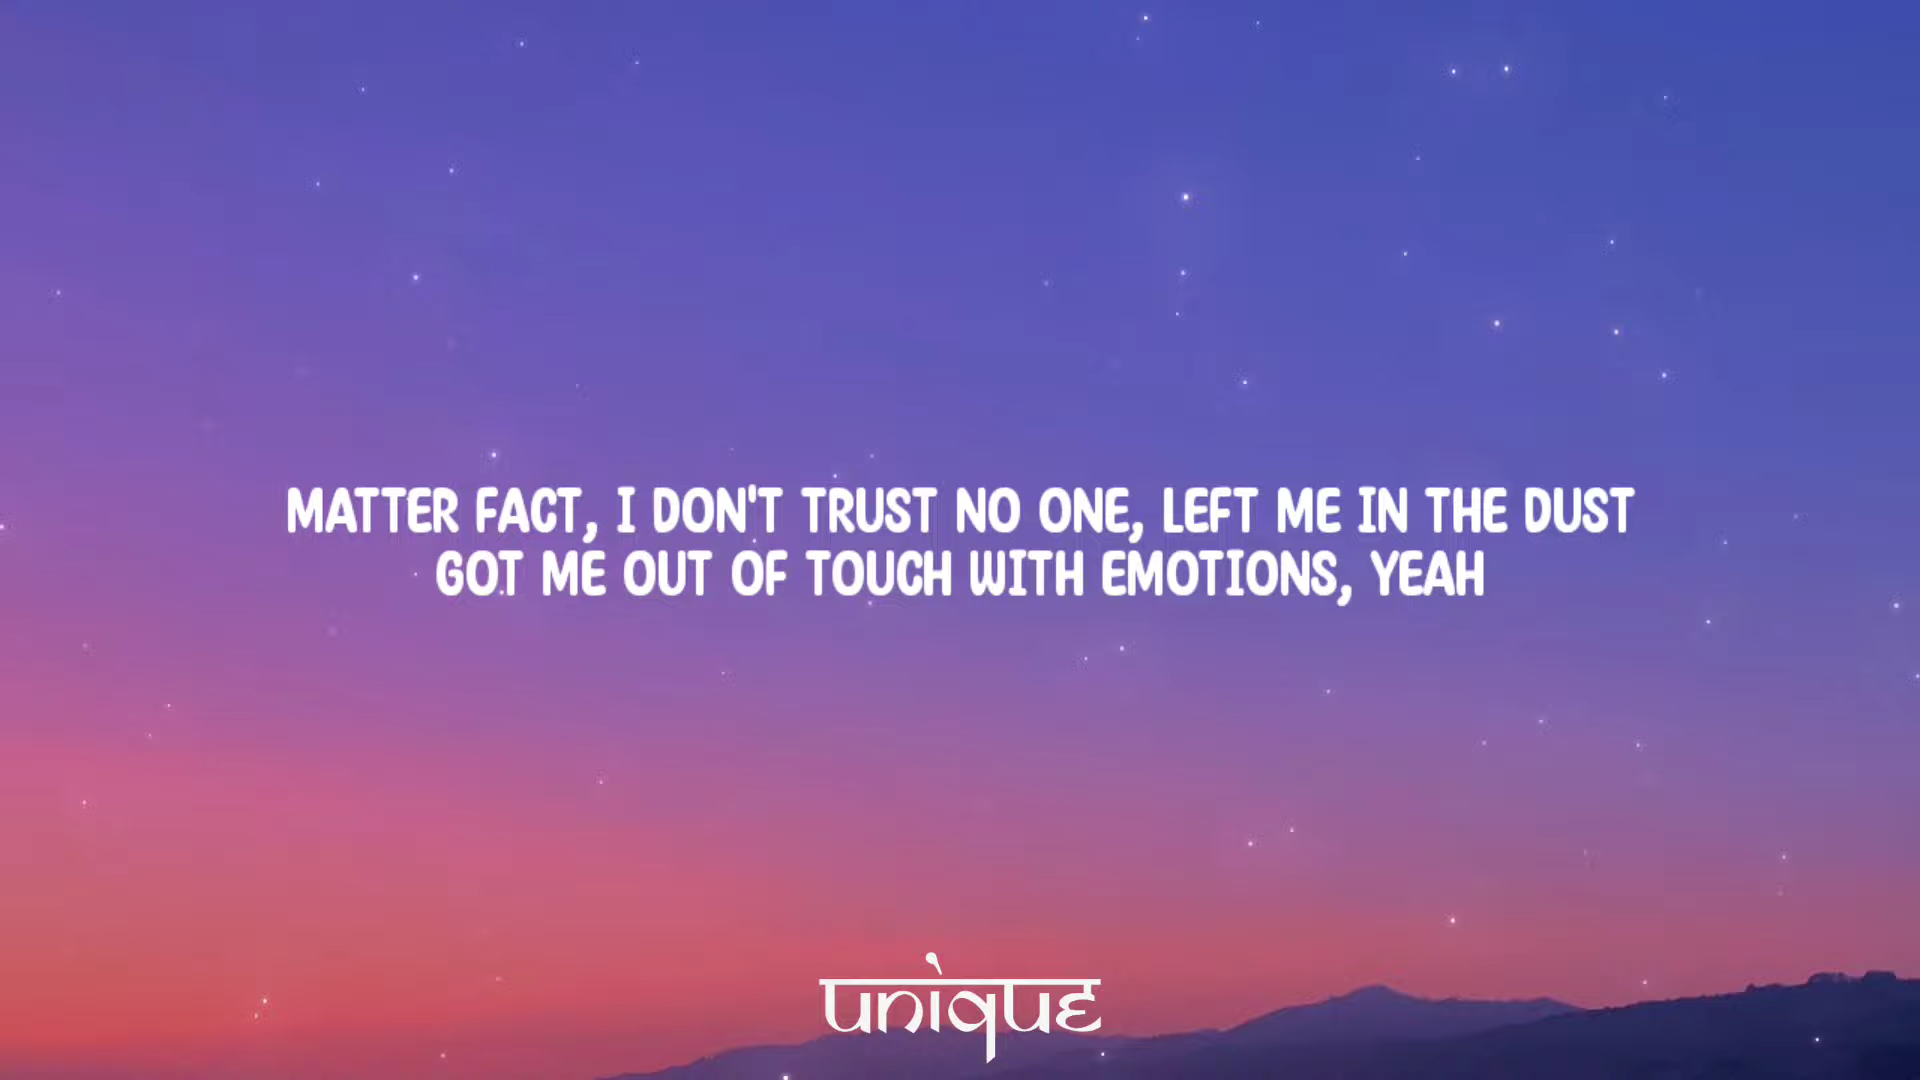 MATTER FACT, I DON'T TRUST NO ONE, LEFT ME IN THE DUST
GOT ME OUT OF TOUCH WITH EMOTIONS, YEAH
unique